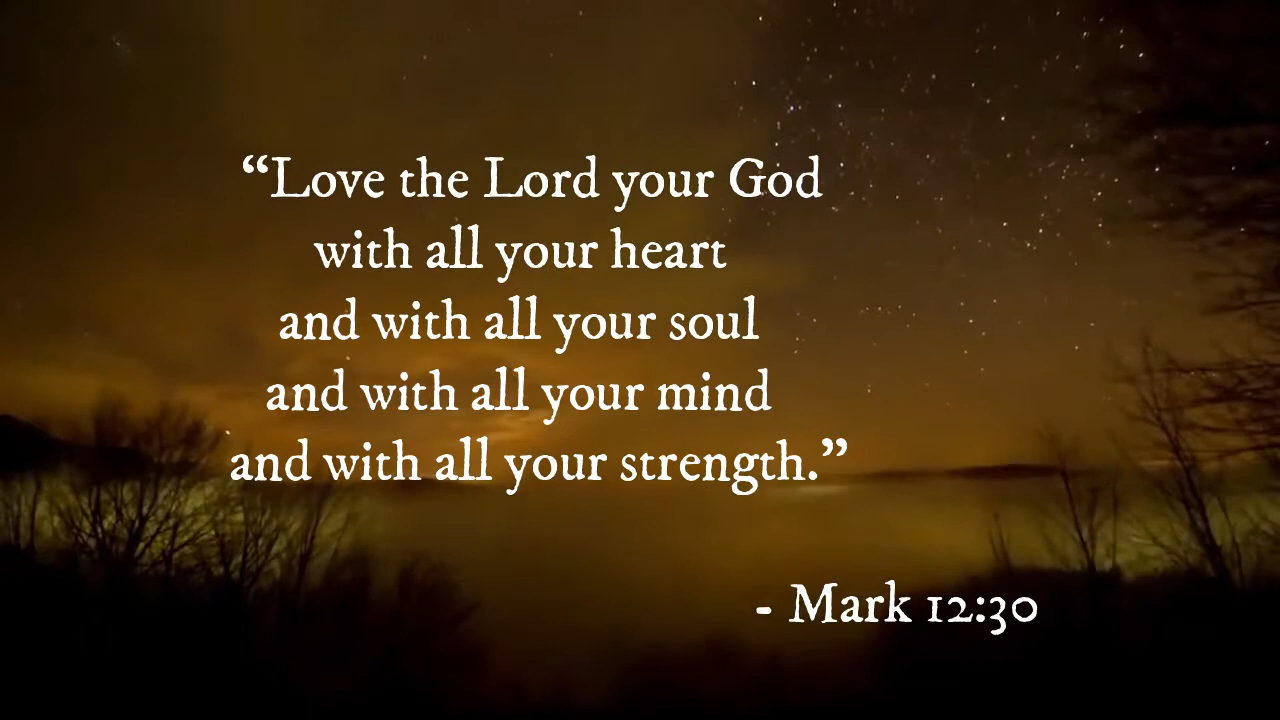 “Love the Lord your God
with all your heart
and with all your soul
and with all your mind
and with all your strength.”
- Mark 12:30